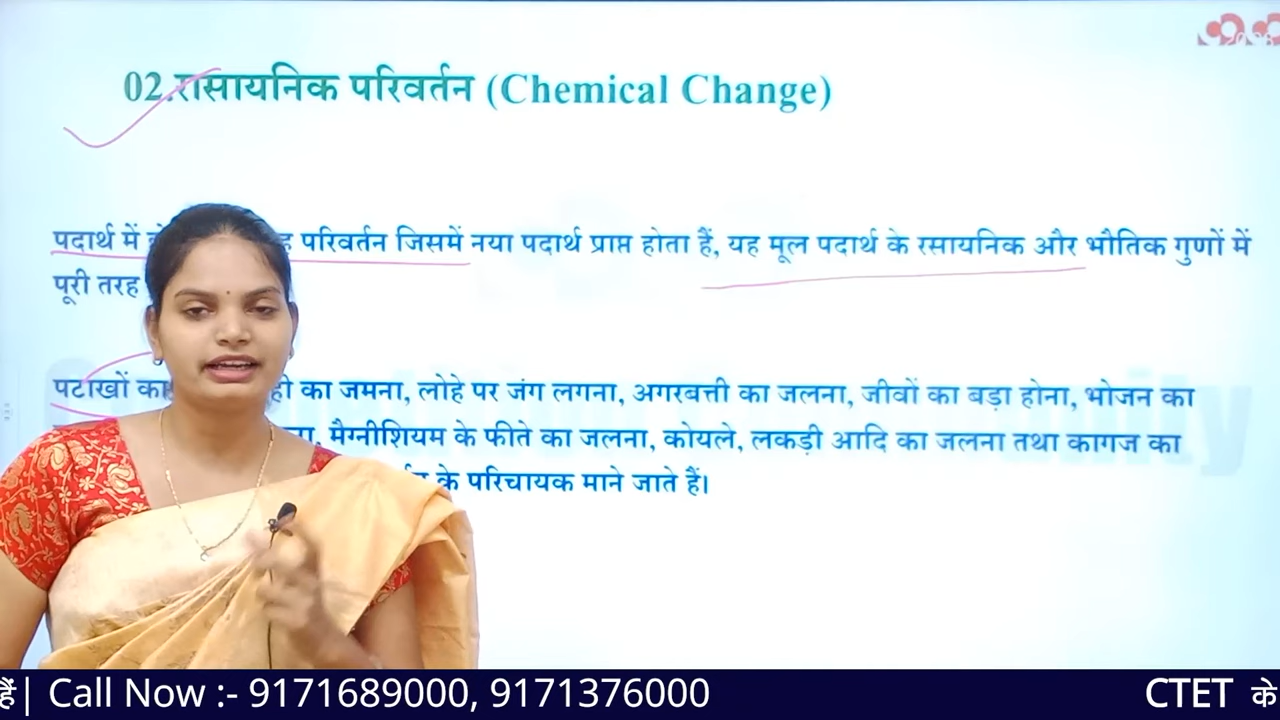 02.रासायनिक परिवर्तन (Chemical Change)
पदार्थ में परिवर्तन जिसमें नया पदार्थ प्राप्त होता हैं, यह मूल पदार्थ के रसायनिक और भौतिक गुणों में
पूरी तरह
पटाखों का का जमना, लोहे पर जंग लगना, अगरबत्ती का जलना, जीवों का बड़ा होना, भोजन का
मैग्नीशियम के फीते का जलना, कोयले, लकड़ी आदि का जलना तथा कागज का
के परिचायक माने जाते हैं।
हैं| Call Now :- 9171689000, 9171376000 CTET के